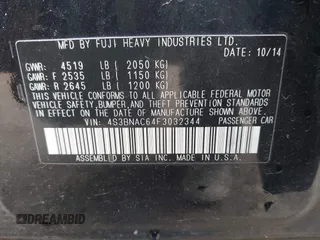 MFD BY FUJI HEAVY INDUSTRIES LTD.
10/14
GVWR: 4519 LB ( 2050 KG)
GAWR: F 2535 LB ( 1150 KG)
GAWR: R 2645 LB ( 1200 KG)
THIS VEHICLE CONFORMS TO ALL APPLICABLE FEDERAL MOTOR
VEHICLE SAFETY, BUMPER, AND THEFT PREVENTION STANDARDS
IN EFFECT ON THE DATE OF MANUFACTURE SHOWN ABOVE.
VIN: 4S3BNAC64F3032344 PASSENGER CAR
ASSEMBLED BY SIA MADE IN U.S.A.
DREAMBID